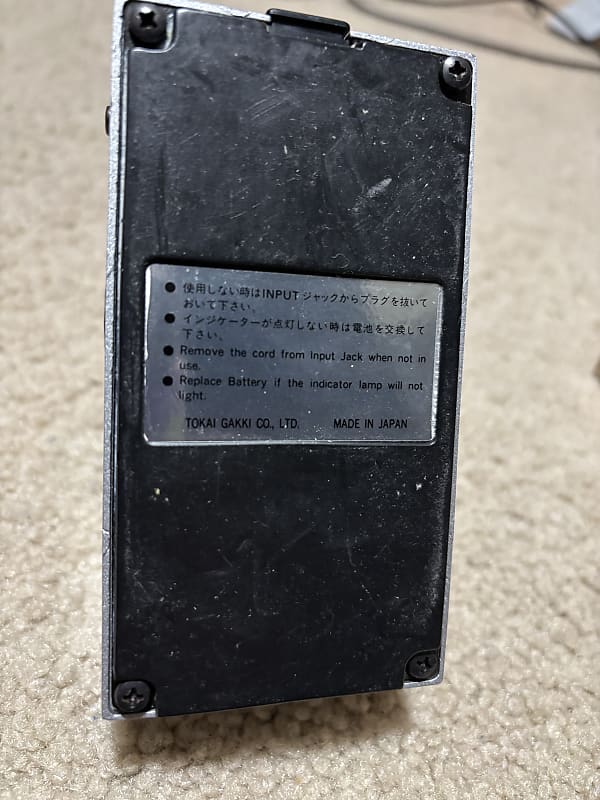 ● 使用しない時はINPUTジャックからプラグを抜いて
おいて下さい、
● インジケーターが点灯しない時は電池を交換して
下さい、
● Remove the cord from Input Jack when not in
use.
● Replace Battery if the indicator lamp will not
light.
TOKAI GAKKI CO., LTD. MADE IN JAPAN